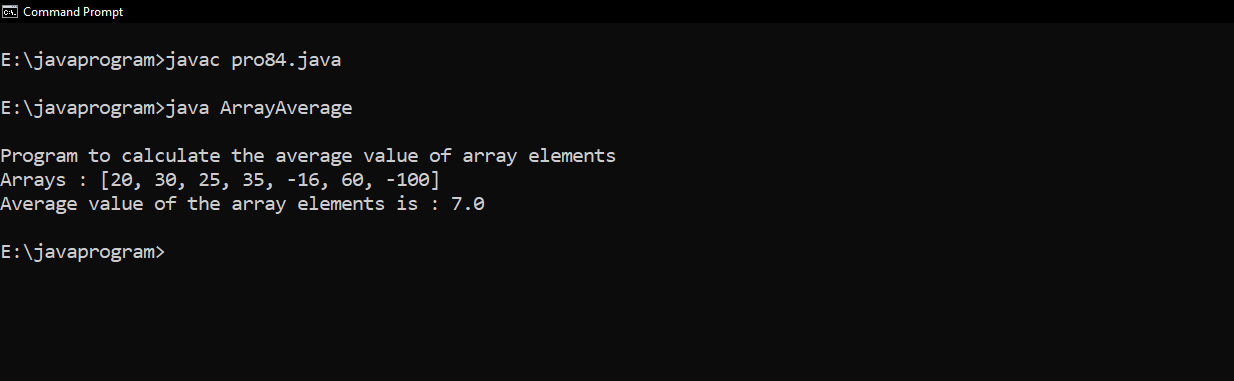 Command Prompt
E:\javaprogram>javac pro84.java
E:\javaprogram>java ArrayAverage
Program to calculate the average value of array elements
Arrays : [20, 30, 25, 35, -16, 60, -100]
Average value of the array elements is : 7.0
E:\javaprogram>